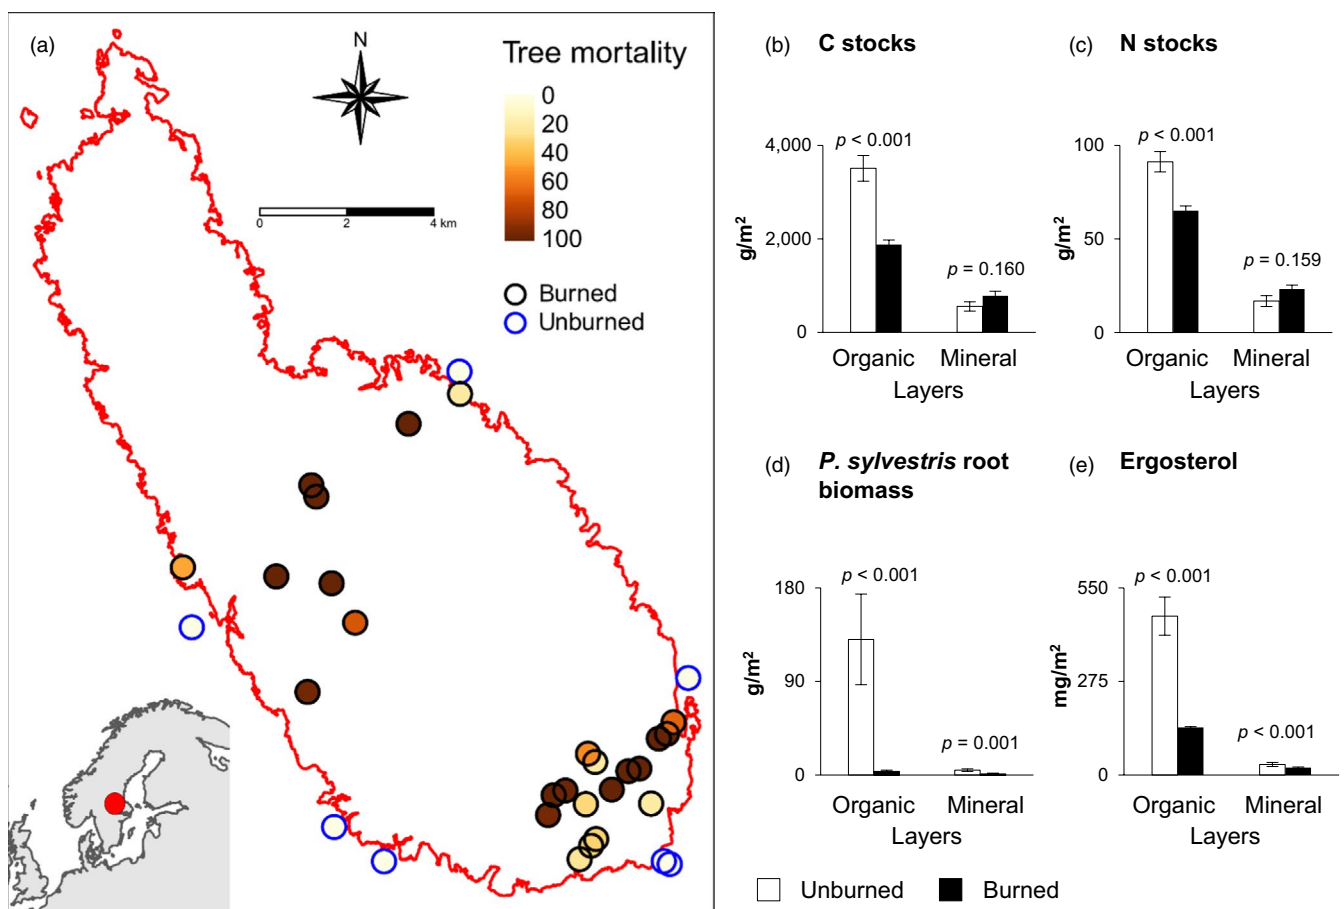 (a)
N
Tree mortality
0
20
40
60
80
100
0 2 4 km
Burned
Unburned
(b) C stocks
4,000
2,000
0
g/m²
p < 0.001
p = 0.160
Organic Mineral
Layers
(c) N stocks
100
50
0
g/m²
p < 0.001
p = 0.159
Organic Mineral
Layers
(d) P. sylvestris root
biomass
180
90
0
g/m²
p < 0.001
p = 0.001
Organic Mineral
Layers
(e) Ergosterol
550
275
0
mg/m²
p < 0.001
p < 0.001
Organic Mineral
Layers
Unburned Burned